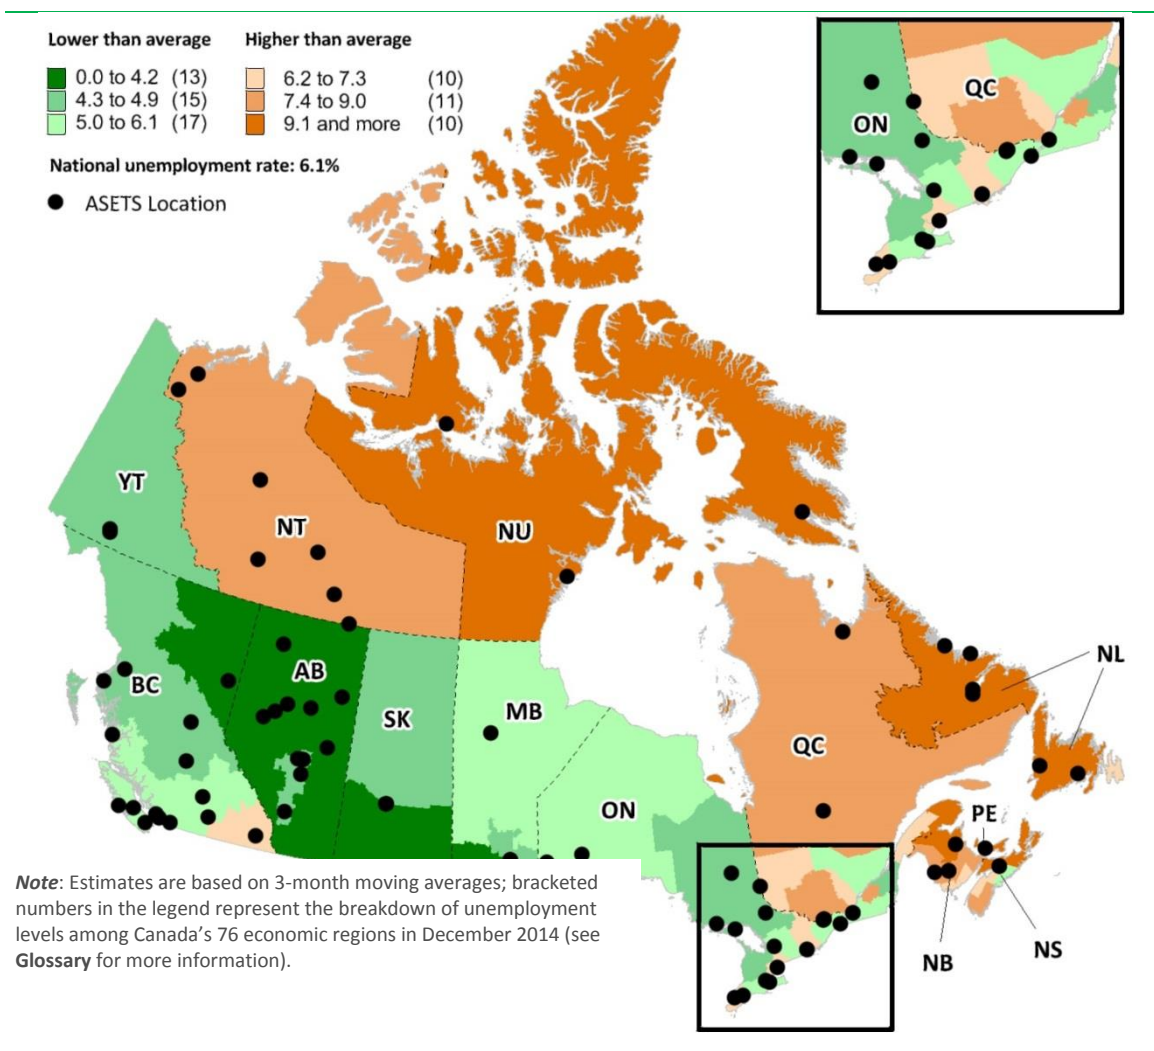 Lower than average
Higher than average
0.0 to 4.2 (13)
4.3 to 4.9 (15)
5.0 to 6.1 (17)
6.2 to 7.3 (10)
7.4 to 9.0 (11)
9.1 and more (10)
National unemployment rate: 6.1%
ASETS Location
QC
ON
YT
NT
NU
NL
BC
AB
SK
MB
QC
ON
PE
NB
NS
Note: Estimates are based on 3-month moving averages; bracketed
numbers in the legend represent the breakdown of unemployment
levels among Canada’s 76 economic regions in December 2014 (see
Glossary for more information).